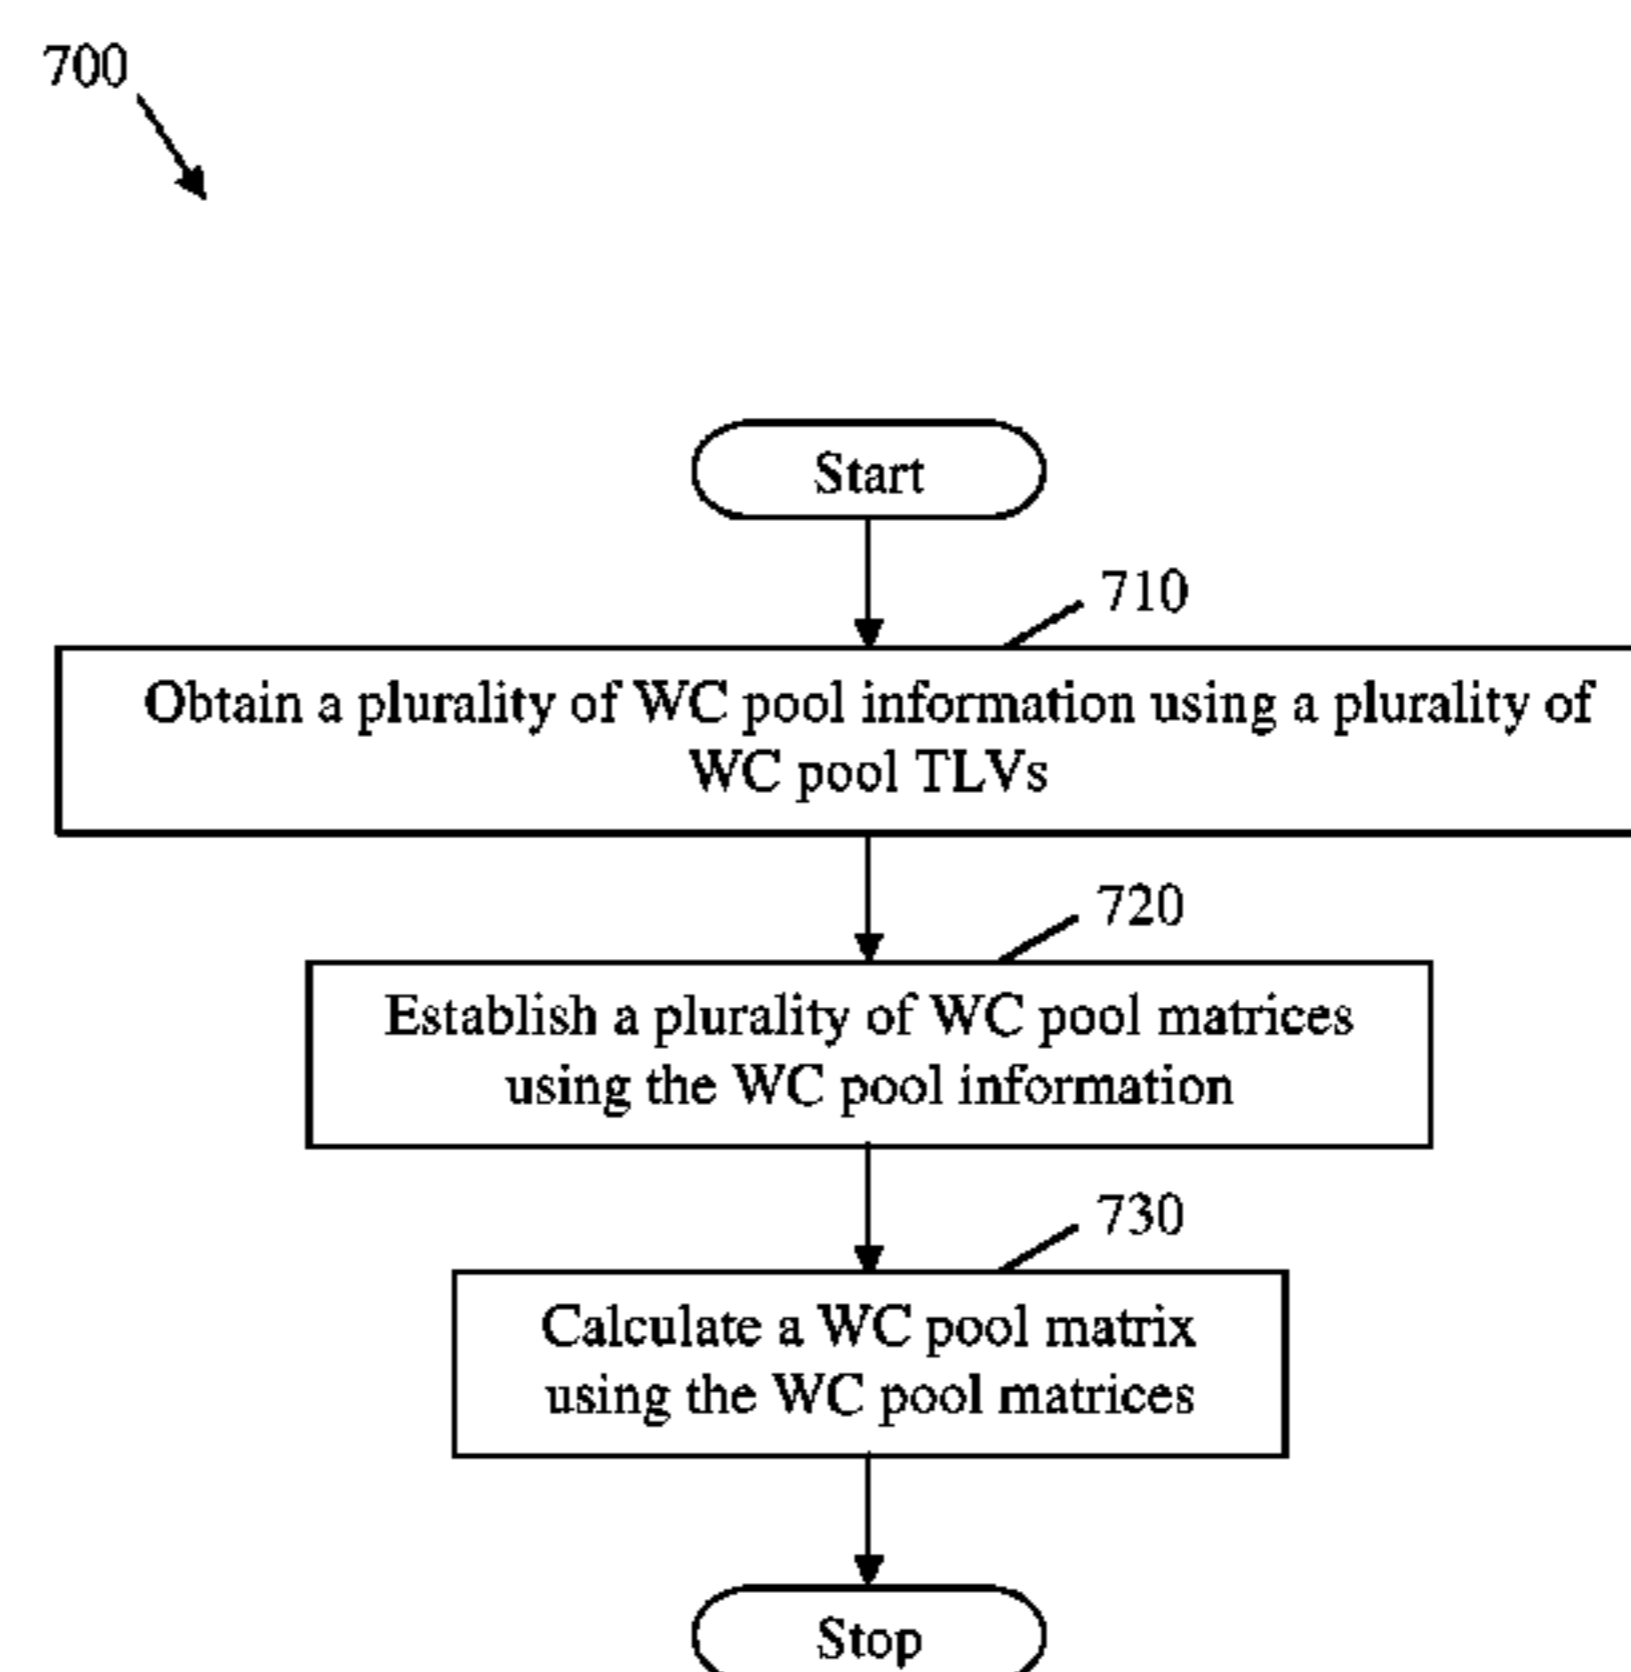 700
Start
710
Obtain a plurality of WC pool information using a plurality of
WC pool TLVs
720
Establish a plurality of WC pool matrices
using the WC pool information
730
Calculate a WC pool matrix
using the WC pool matrices
Stop